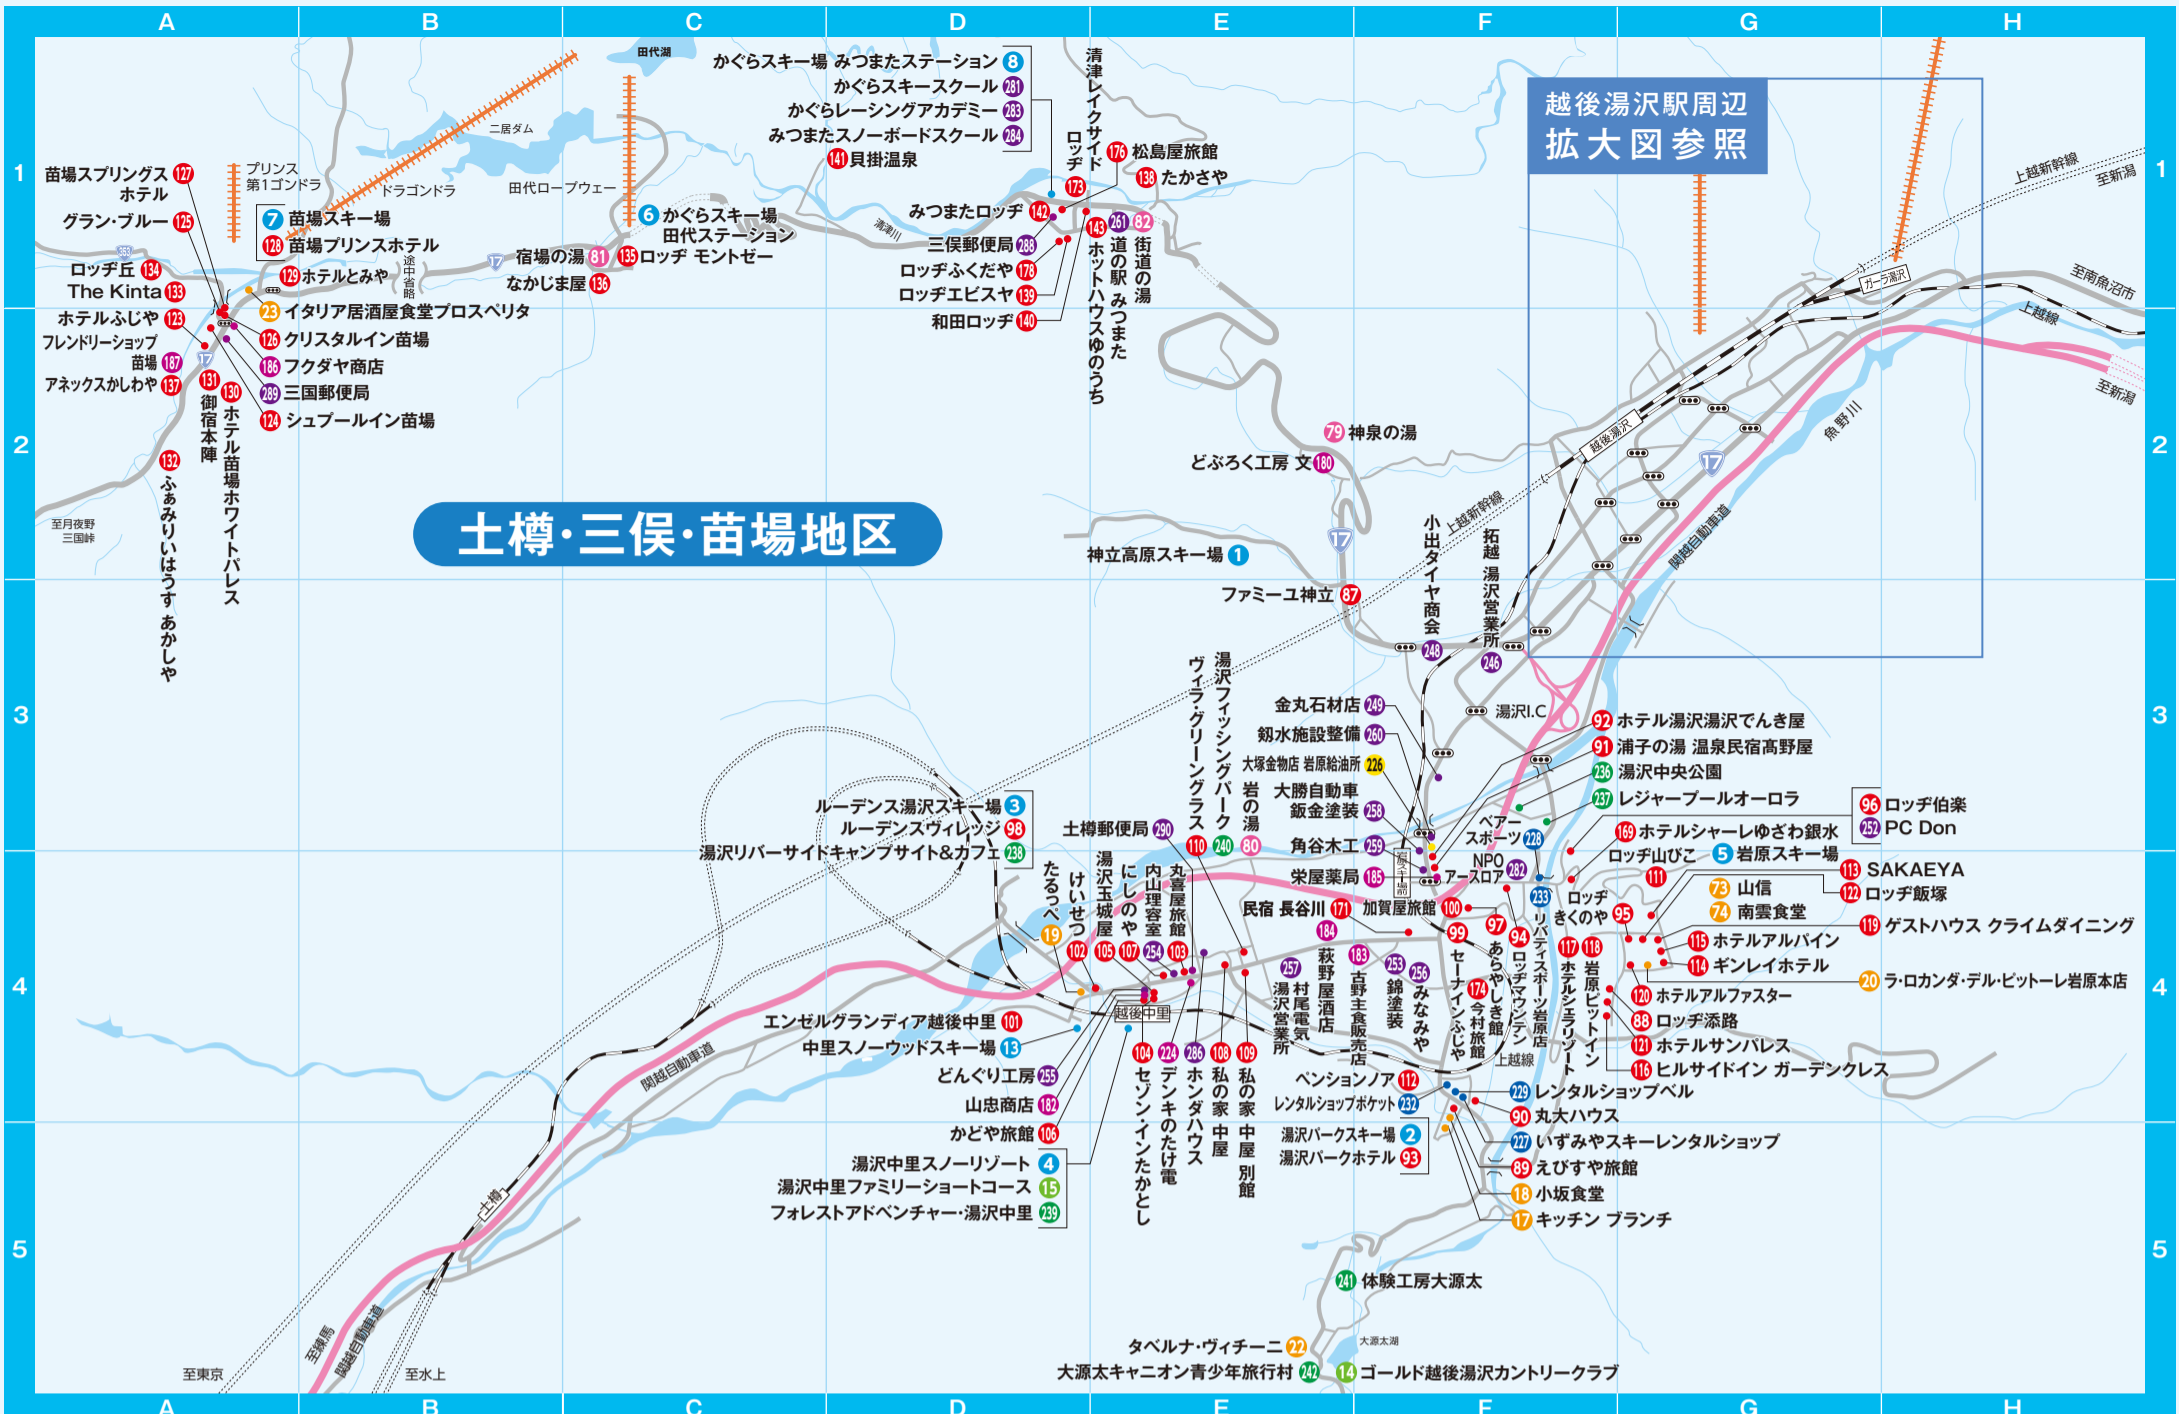 A B C D E F G H
1
2
3
4
5
土樽・三俣・苗場地区
越後湯沢駅周辺
拡大図参照
田代湖
二居ダム
ドラゴンドラ
田代ロープウェー
プリンス
第1ゴンドラ
苗場スプリングス
ホテル
127
グラン・ブルー 125
7 苗場スキー場
128 苗場プリンスホテル
129 ホテルとみや
ロッヂ丘 134
The Kinta 133
ホテルふじや 123
フレンドリーショップ
苗場 187
アネックスかしわや 137
23 イタリア居酒屋食堂プロスペリタ
126 クリスタルイン苗場
186 フクダヤ商店
289 三国郵便局
124 シュプールイン苗場
131 御宿本陣
130 ホテル苗場ホワイトパレス
132 ふぁみりぃはうす あかしや
至月夜野
三国峠
353
17
途中省略
17
宿場の湯 81
135 ロッヂ モントゼー
なかじま屋 136
6 かぐらスキー場
田代ステーション
かぐらスキー場 みつまたステーション 8
かぐらスキースクール 281
かぐらレーシングアカデミー 283
みつまたスノーボードスクール 284
141 貝掛温泉
清津川
清津レイクサイド
ロッヂ
173
176 松島屋旅館
138 たかさや
みつまたロッヂ 142
三俣郵便局 288
ロッヂふくだや 178
ロッヂエビスヤ 139
和田ロッヂ 140
143 ホットハウスゆのうち
261 道の駅 みつまた
82 街道の湯
79 神泉の湯
どぶろく工房 文 180
17
神立高原スキー場 1
ファミーユ神立 87
上越新幹線
小出タイヤ商会 248
拓越 湯沢営業所 246
上越新幹線
至新潟
ガーラ湯沢
至南魚沼市
上越線
至新潟
魚野川
越後湯沢
17
関越自動車道
湯沢I.C
金丸石材店 249
釼水施設整備 260
大塚金物店 岩原給油所 226
大勝自動車
鈑金塗装 258
角谷木工 259
栄屋薬局 185
ヴィラ・グリーングラス 110
湯沢フィッシングパーク 240
岩の湯 80
土樽郵便局 290
92 ホテル湯沢湯沢でんき屋
91 浦子の湯 温泉民宿髙野屋
236 湯沢中央公園
237 レジャープールオーロラ
96 ロッヂ伯楽
252 PC Don
169 ホテルシャーレゆざわ銀水
ベアー
スポーツ 228
NPO
アースロア 282
ロッヂ山びこ
111
5 岩原スキー場
73 山信
74 南雲食堂
113 SAKAEYA
122 ロッヂ飯塚
119 ゲストハウス クライムダイニング
ロッヂ
きくのや 95
115 ホテルアルパイン
114 ギンレイホテル
20 ラ・ロカンダ・デル・ピットーレ岩原本店
120 ホテルアルファスター
88 ロッヂ添路
121 ホテルサンパレス
116 ヒルサイドイン ガーデンクレス
ルーデンス湯沢スキー場 3
ルーデンスヴィレッジ 98
湯沢リバーサイドキャンプサイト&カフェ 238
たるっぺ 19
けいせつ 102
湯沢玉城屋 105
にしのや 107
内山理容室 254
丸喜屋旅館 103
民宿 長谷川 171
加賀屋旅館 100
184 萩野屋酒店
257 村尾電気
湯沢営業所
183 古野主食販売店
253 錦塗装
256 みなみや
99 セーナインふじや
174 今村旅館
97 あらやしき館
94 ロッヂマウンテン
233 リバティスポーツ岩原店
117 ホテルシェラリゾート
118 岩原ピットイン
上越線
越後中里
エンゼルグランディア越後中里 101
中里スノーウッドスキー場 13
どんぐり工房 255
山忠商店 182
かどや旅館 106
湯沢中里スノーリゾート 4
湯沢中里ファミリーショートコース 15
フォレストアドベンチャー・湯沢中里 239
104 セゾン・インたかとし
224 デンキのたけ電
286 ホンダハウス
108 私の家 中屋
109 私の家 中屋 別館
ペンションノア 112
レンタルショップポケット 232
湯沢パークスキー場 2
湯沢パークホテル 93
229 レンタルショップベル
90 丸大ハウス
227 いずみやスキーレンタルショップ
89 えびすや旅館
18 小坂食堂
17 キッチン ブランチ
241 体験工房大源太
タベルナ・ヴィチーニ 22
大源太湖
大源太キャニオン青少年旅行村 242
14 ゴールド越後湯沢カントリークラブ
関越自動車道
土樽
至練馬
関越自動車道
至東京
至水上
A B C D E F G H
1
2
3
4
5